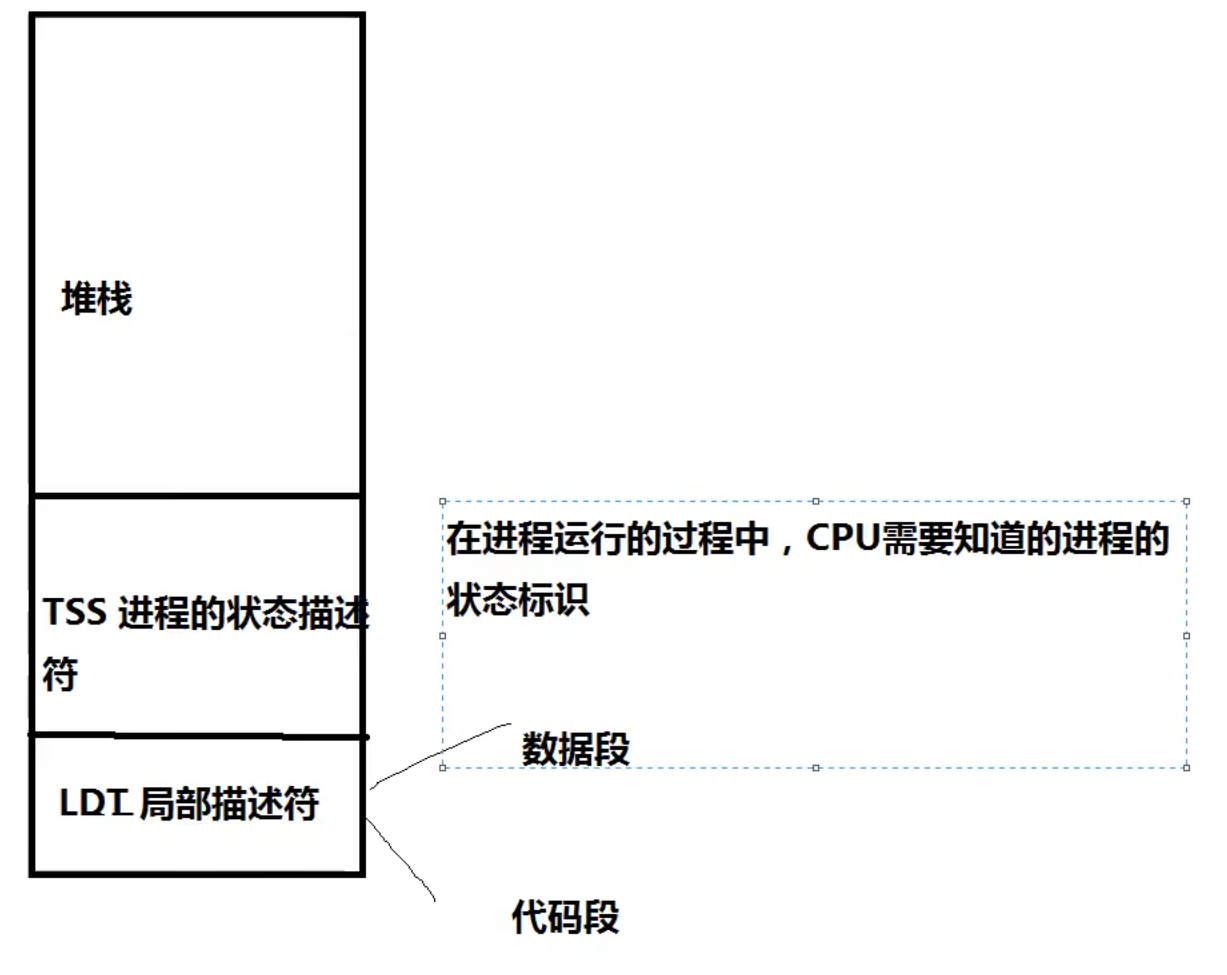 堆栈
TSS 进程的状态描述
符
在进程运行的过程中，CPU需要知道的进程的
状态标识
数据段
LDT 局部描述符
代码段